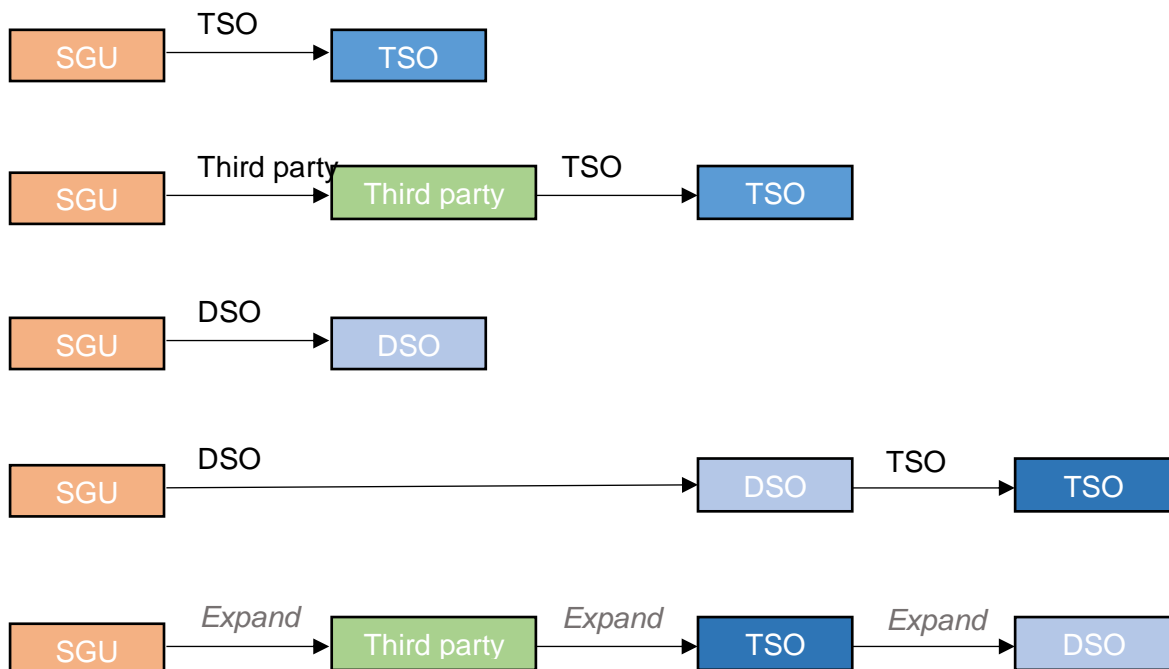 TSO
SGU TSO
Third party TSO
SGU Third party TSO
DSO
SGU DSO
DSO TSO
SGU DSO TSO
Expand Expand Expand
SGU Third party TSO DSO